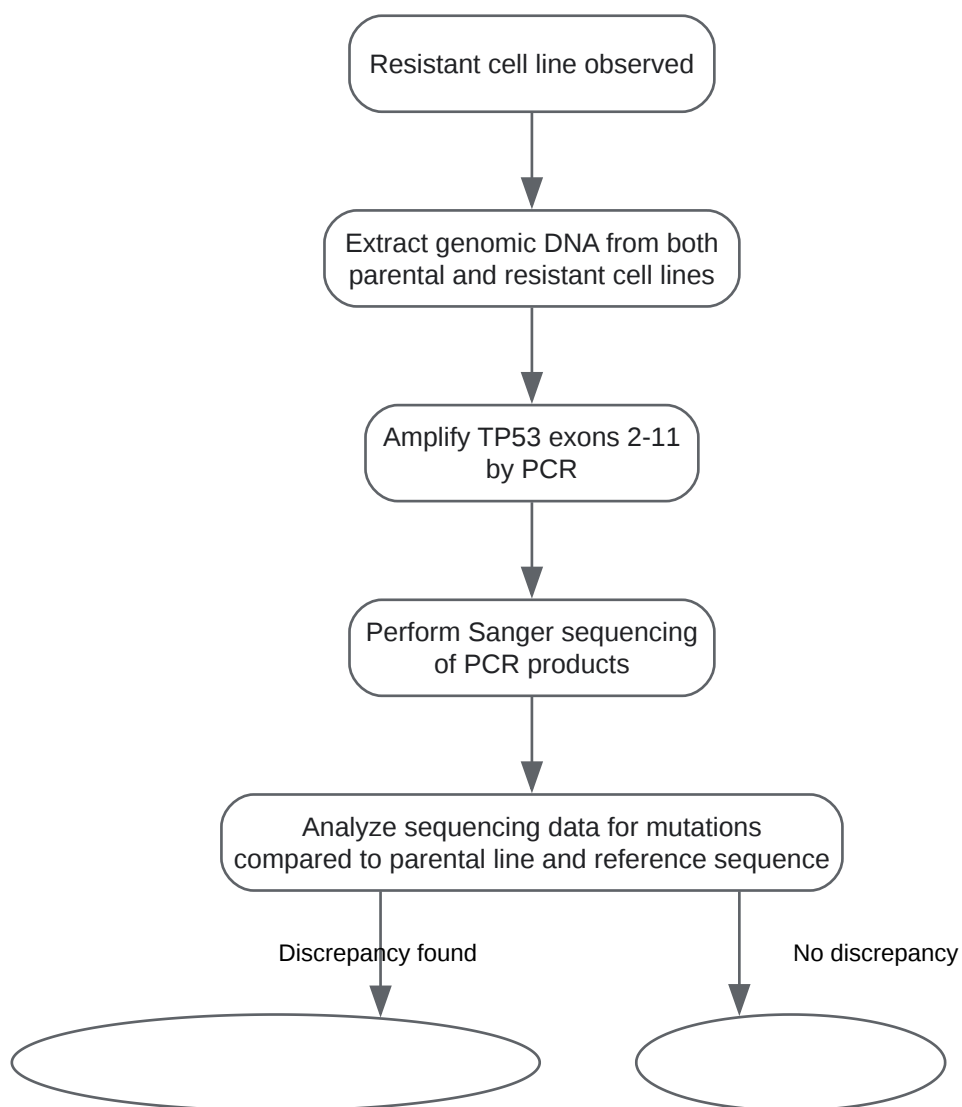 Resistant cell line observed
Extract genomic DNA from both
parental and resistant cell lines
Amplify TP53 exons 2-11
by PCR
Perform Sanger sequencing
of PCR products
Analyze sequencing data for mutations
compared to parental line and reference sequence
Discrepancy found
No discrepancy